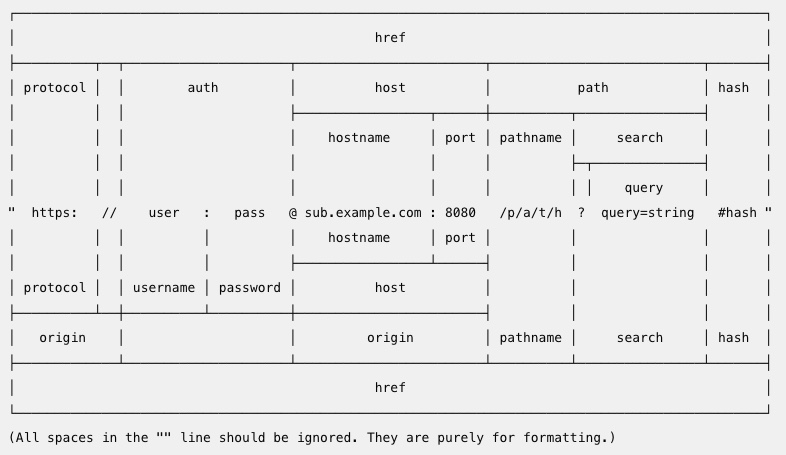 href
protocol auth host path hash
hostname port pathname search
query
" https: // user : pass @ sub.example.com : 8080 /p/a/t/h ? query=string #hash "
hostname port
protocol username password host
origin origin pathname search hash
href
(All spaces in the "" line should be ignored. They are purely for formatting.)